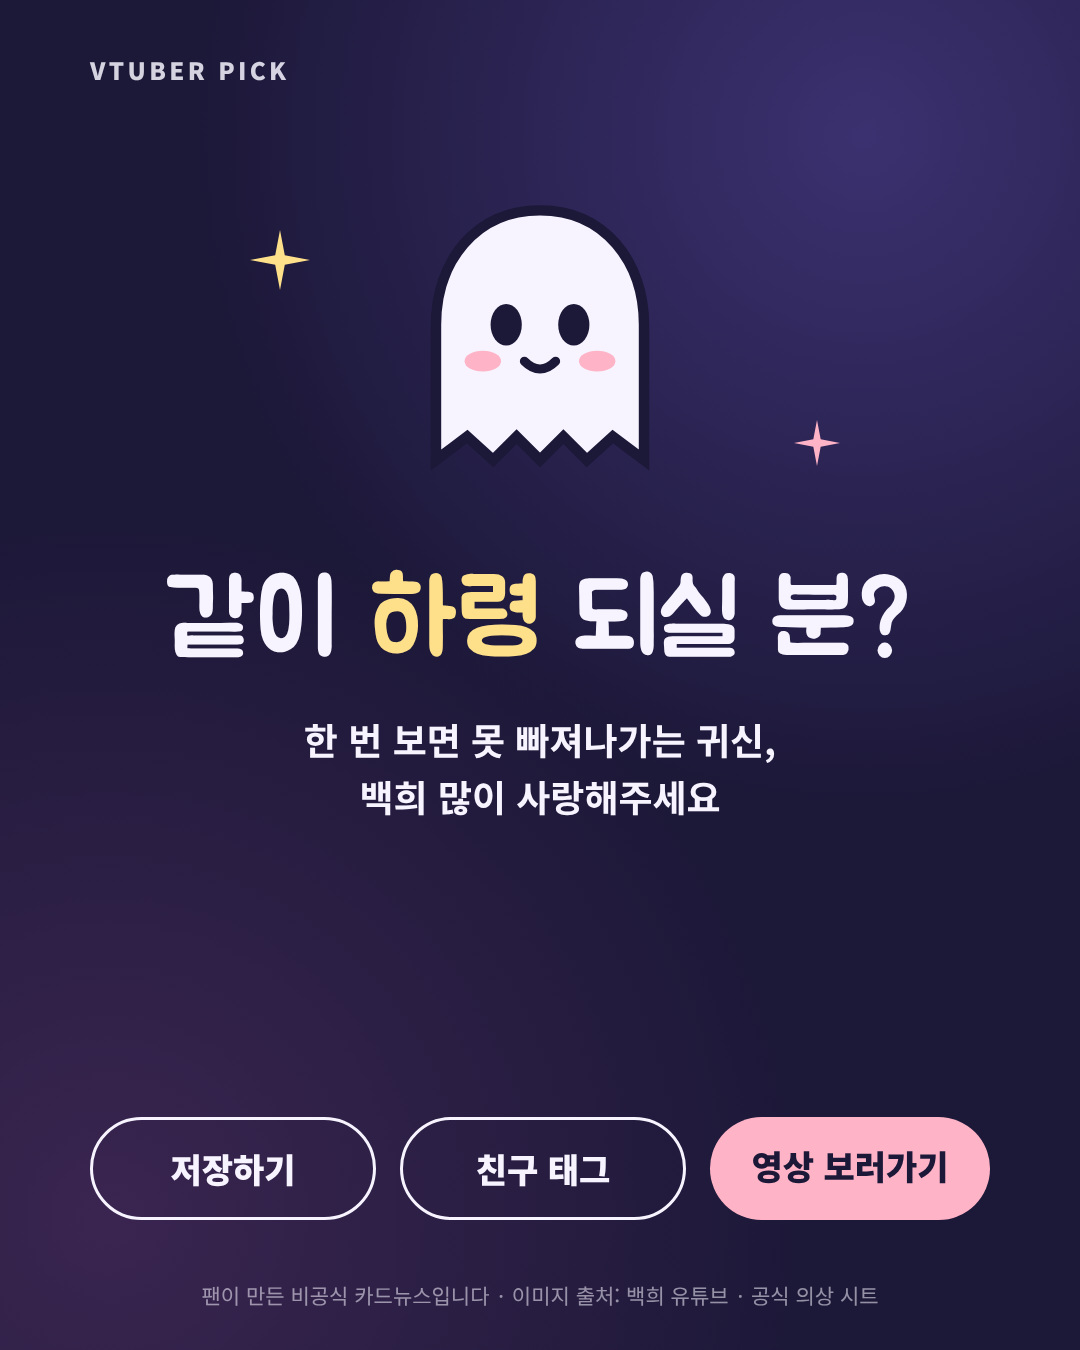 VTUBER PICK
같이 하령 되실 분?
한 번 보면 못 빠져나가는 귀신,
백희 많이 사랑해주세요
저장하기
친구 태그
영상 보러가기
팬이 만든 비공식 카드뉴스입니다 · 이미지 출처: 백희 유튜브 · 공식 의상 시트